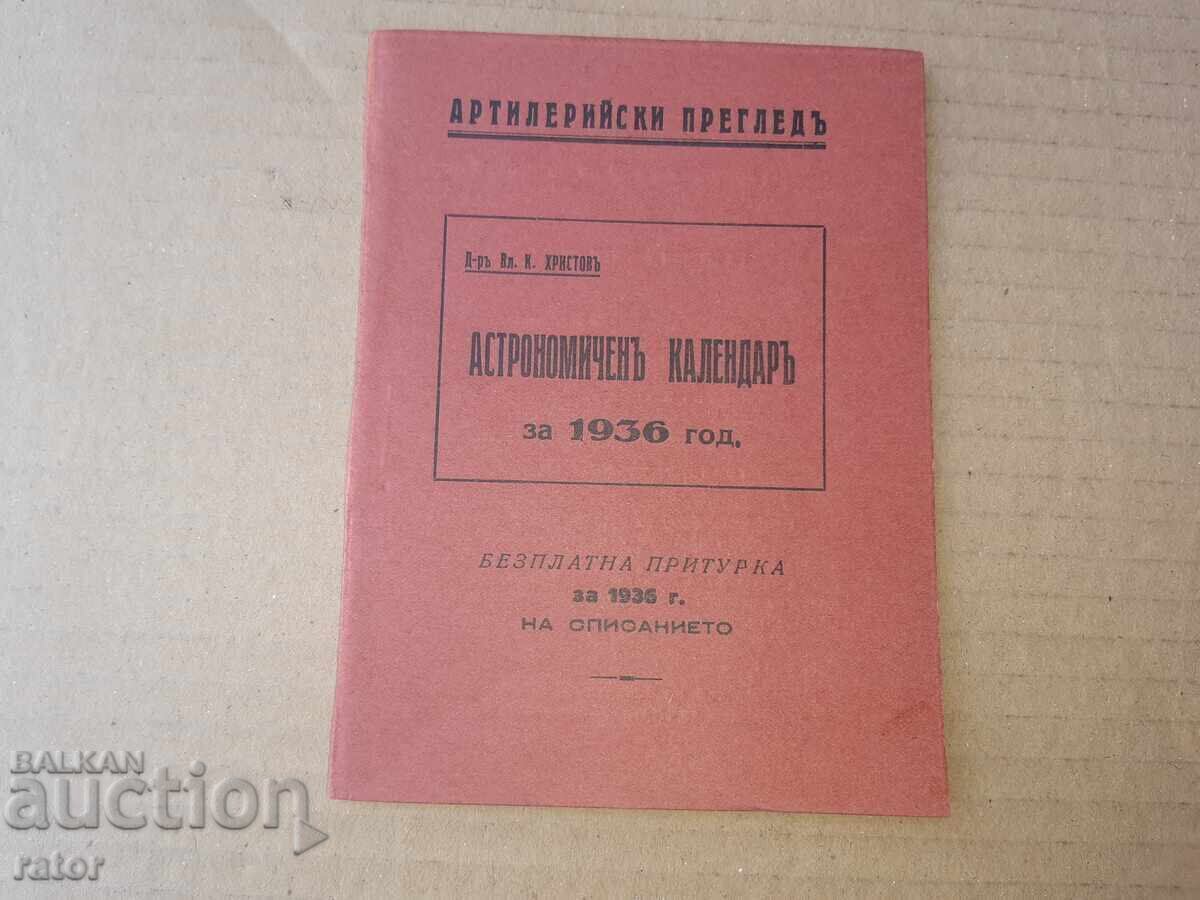 АРТИЛЕРИЙСКИ ПРЕГЛЕДЪ
Д-ръ Вл. К. ХРИСТОВЪ
АСТРОНОМИЧЕНЪ КАЛЕНДАРЪ
за 1936 год.
БЕЗПЛАТНА ПРИТУРКА
за 1936 г.
НА СПИСАНИЕТО
BALKAN
auction
rator